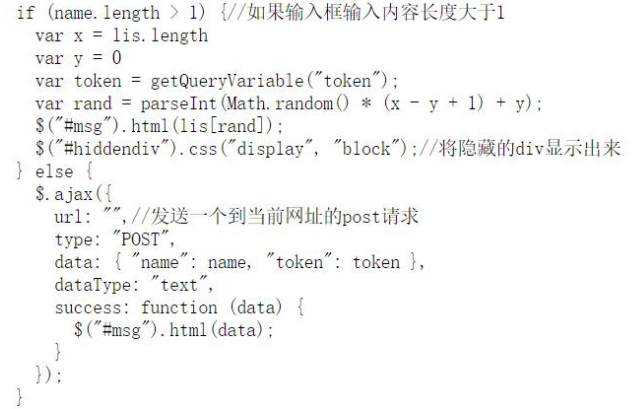 if (name.length > 1) {//如果输入框输入内容长度大于1
  var x = lis.length
  var y = 0
  var token = getQueryVariable("token");
  var rand = parseInt(Math.random() * (x - y + 1) + y);
  $("#msg").html(lis[rand]);
  $("#hiddendiv").css("display", "block");//将隐藏的div显示出来
} else {
  $.ajax({
    url: "",//发送一个到当前网址的post请求
    type: "POST",
    data: { "name": name, "token": token },
    dataType: "text",
    success: function (data) {
      $("#msg").html(data);
    }
  });
}